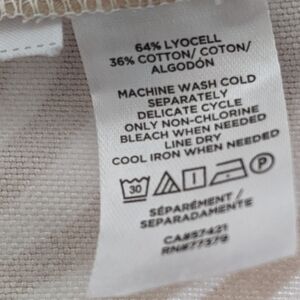 64% LYOCELL
36% COTTON/ COTON/
ALGODÓN
MACHINE WASH COLD
SEPARATELY
DELICATE CYCLE
ONLY NON-CHLORINE
BLEACH WHEN NEEDED
LINE DRY
COOL IRON WHEN NEEDED
30 P
SÉPARÉMENT/
SEPARADAMENTE
CA#57421
RN#77379